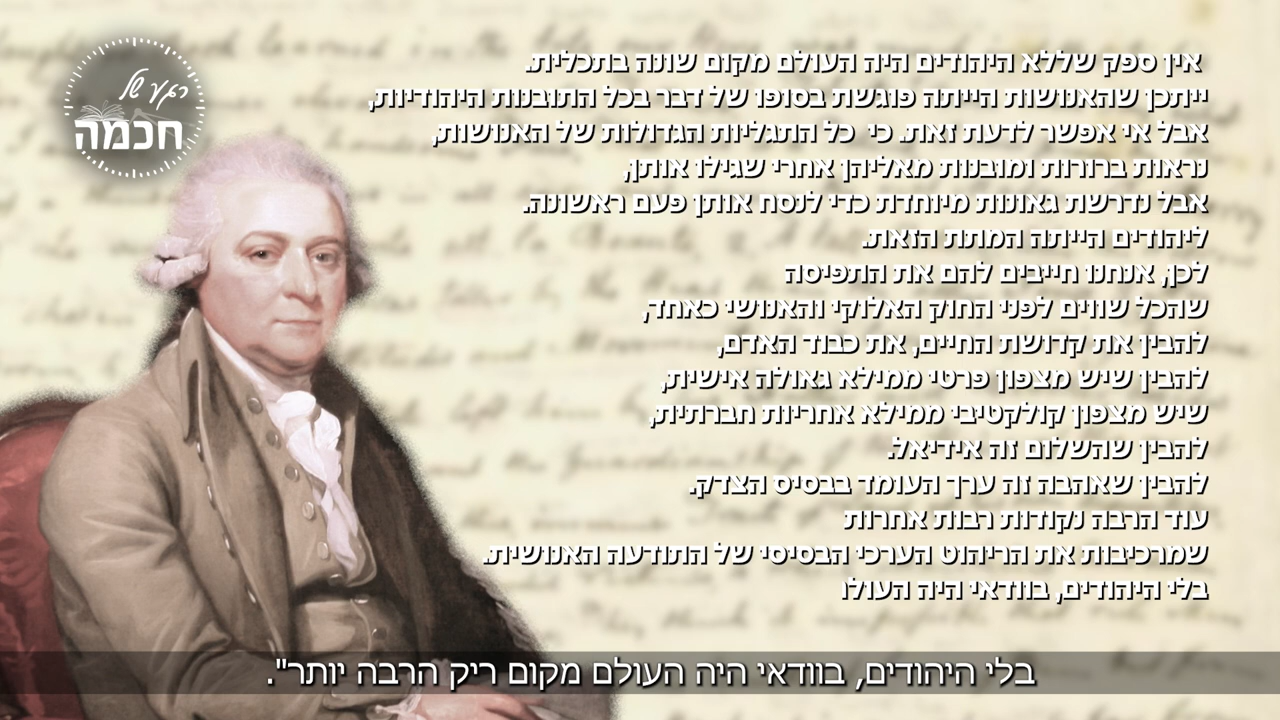 רגע של
חכמה
אין ספק שללא היהודים היה העולם מקום שונה בתכלית.
ייתכן שהאנושות הייתה פוגשת בסופו של דבר בכל התובנות היהודיות,
אבל אי אפשר לדעת זאת. כי כל התגליות הגדולות של האנושות,
נראות ברורות ומובנות מאליהן אחרי שגילו אותן,
אבל נדרשת גאונות מיוחדת כדי לנסח אותן פעם ראשונה.
ליהודים הייתה המתת הזאת.
לכן, אנחנו חייבים להם את התפיסה
שהכל שווים לפני החוק האלוקי והאנושי כאחד,
להבין את קדושת החיים, את כבוד האדם,
להבין שיש מצפון פרטי ממילא גאולה אישית,
שיש מצפון קולקטיבי ממילא אחריות חברתית,
להבין שהשלום זה אידיאל.
להבין שאהבה זה ערך העומד בבסיס הצדק.
עוד הרבה נקודות רבות אחרות
שמרכיבות את הריהוט הערכי הבסיסי של התודעה האנושית.
בלי היהודים, בוודאי היה העולו
בלי היהודים, בוודאי היה העולם מקום ריק הרבה יותר".